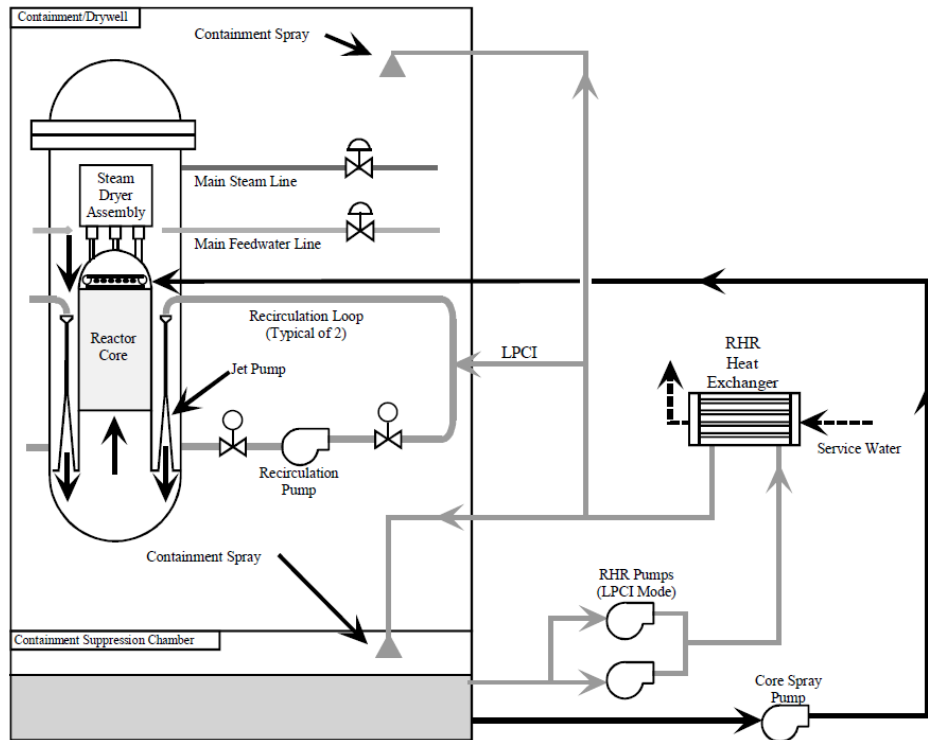 Containment/Drywell
Containment Spray
Steam
Dryer
Assembly
Main Steam Line
Main Feedwater Line
Recirculation Loop
(Typical of 2)
Reactor
Core
LPCI
RHR
Heat
Exchanger
Jet Pump
Service Water
Recirculation
Pump
Containment Spray
RHR Pumps
(LPCI Mode)
Containment Suppression Chamber
Core Spray
Pump